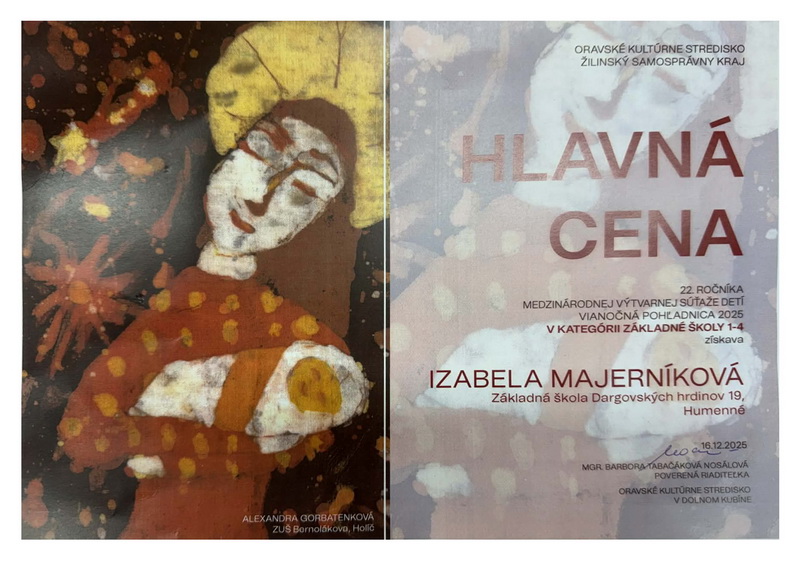 ALEXANDRA GORBATENKOVÁ
ZUŠ Bernolákova, Holíč
ORAVSKÉ KULTÚRNE STREDISKO
ŽILINSKÝ SAMOSPRÁVNY KRAJ
HLAVNÁ
CENA
22. ROČNÍKA
MEDZINÁRODNEJ VÝTVARNEJ SÚŤAŽE DETÍ
VIANOČNÁ POHĽADNICA 2025
V KATEGÓRII ZÁKLADNÉ ŠKOLY 1-4
získava
IZABELA MAJERNÍKOVÁ
Základná škola Dargovských hrdinov 19,
Humenné
16.12.2025
MGR. BARBORA TABAČÁKOVÁ NOSÁLOVÁ
POVERENÁ RIADITEĽKA
ORAVSKÉ KULTÚRNE STREDISKO
V DOLNOM KUBÍNE